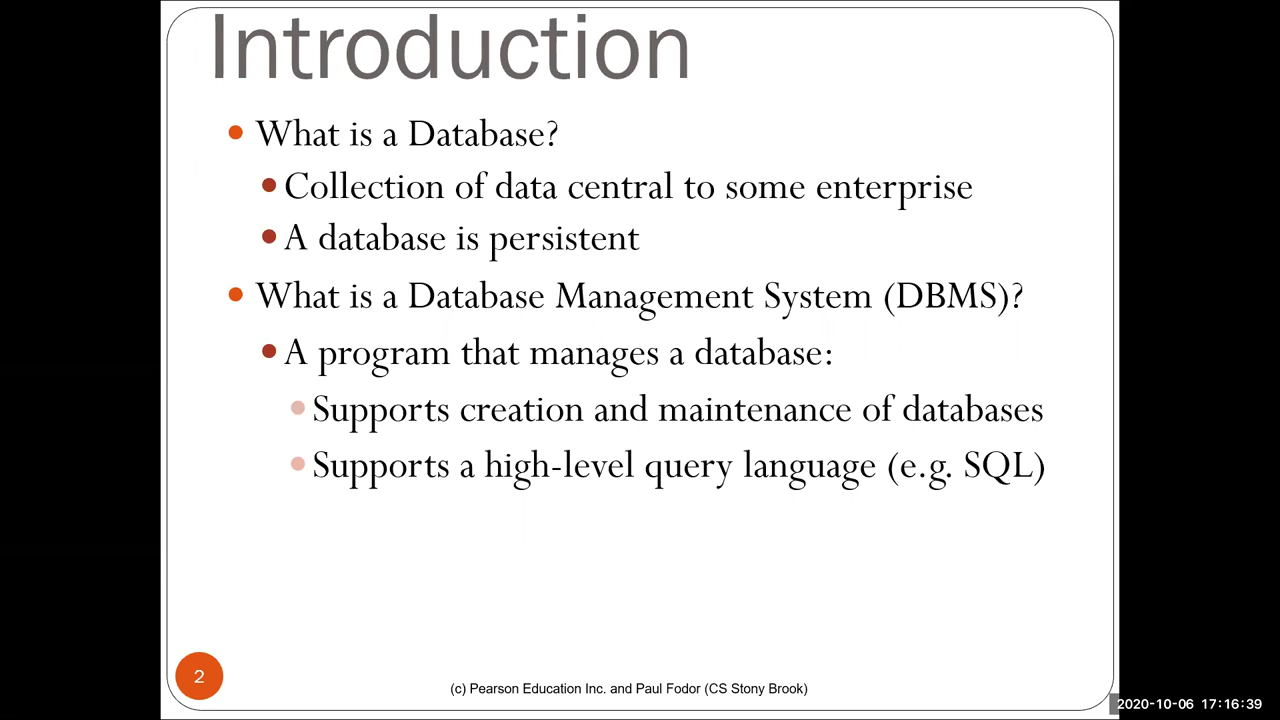 Introduction
What is a Database?
Collection of data central to some enterprise
A database is persistent
What is a Database Management System (DBMS)?
A program that manages a database:
Supports creation and maintenance of databases
Supports a high-level query language (e.g. SQL)
2
(c) Pearson Education Inc. and Paul Fodor (CS Stony Brook)
2020-10-06 17:16:39